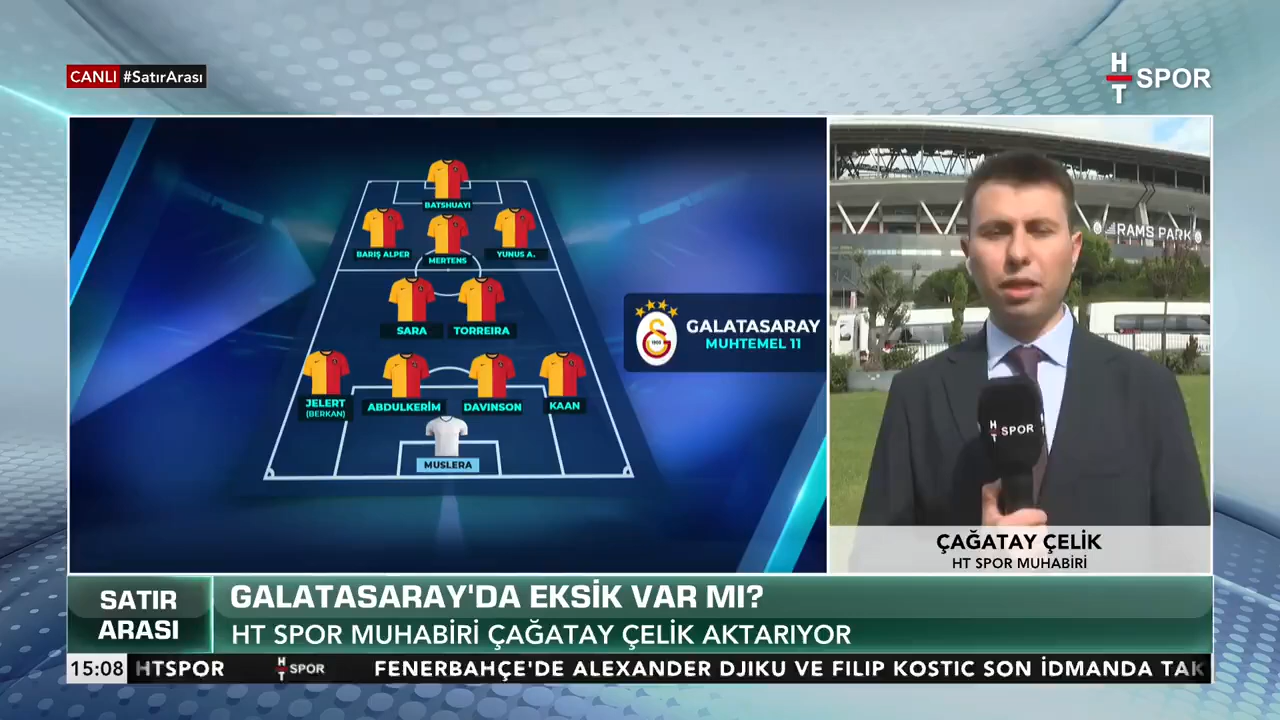 CANLI #SatırArası
HT SPOR
BATSHUAYI
BARIŞ ALPER
MERTENS
YUNUS A.
SARA
TORREIRA
JELERT
(BERKAN)
ABDULKERİM
DAVINSON
KAAN
MUSLERA
GALATASARAY
MUHTEMEL 11
1905
RAMS PARK
HT SPOR
ÇAĞATAY ÇELİK
HT SPOR MUHABİRİ
SATIR
ARASI
GALATASARAY'DA EKSİK VAR MI?
HT SPOR MUHABİRİ ÇAĞATAY ÇELİK AKTARIYOR
15:08 HTSPOR HT SPOR FENERBAHÇE'DE ALEXANDER DJIKU VE FILIP KOSTIC SON İDMANDA TAK